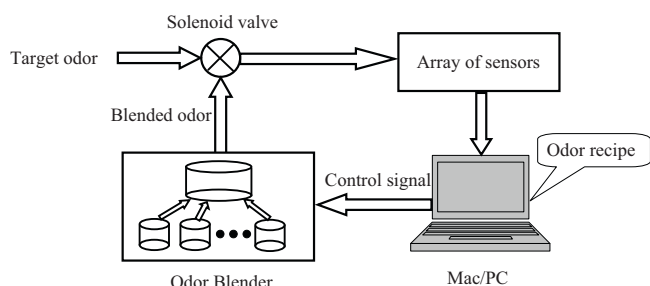 Solenoid valve
Target odor
Array of sensors
Blended odor
Odor recipe
Control signal
Odor Blender
Mac/PC